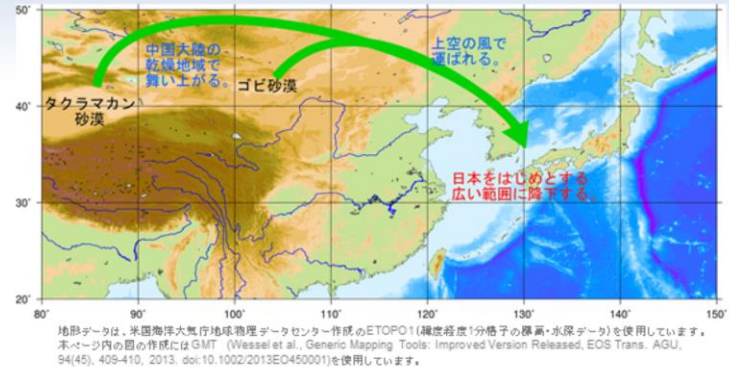 50°
中国大陸の
乾燥地域で
舞い上がる。
上空の風で
運ばれる。
ゴビ砂漠
タクラマカン
砂漠
40°
日本をはじめとする
広い範囲に降下する。
30°
20°
80° 90° 100° 110° 120° 130° 140° 150°
地形データは、米国海洋大気庁地球物理データセンター作成のETOPO1(緯度経度1分格子の標高・水深データ)を使用しています。
本ページ内の図の作成にはGMT (Wessel et al., Generic Mapping Tools: Improved Version Released, EOS Trans. AGU,
94(45), 409-410, 2013. doi:10.1002/2013EO450001)を使用しています。